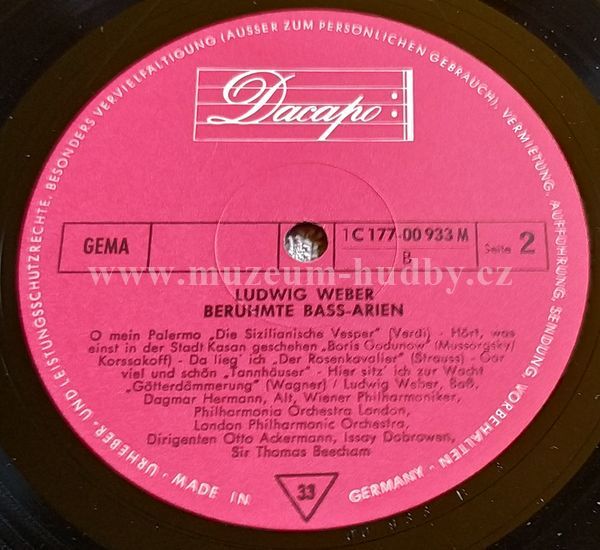 URHEBER- UND LEISTUNGSSCHUTZRECHTE, BESONDERS VERVIELFÄLTIGUNG (AUSSER ZUM PERSÖNLICHEN GEBRAUCH), VERMIETUNG, AUFFÜHRUNG, SENDUNG VORBEHALTEN · GERMANY · MADE IN
Dacapo:
GEMA
1 C 177-00 933 M
B
Seite 2
www.muzeum-hudby.cz
LUDWIG WEBER
BERÜHMTE BASS-ARIEN
O mein Palermo „Die Sizilianische Vesper" (Verdi) - Hört, was
einst in der Stadt Kasan geschehen „Boris Godunow" (Mussorgsky/
Korssakoff) - Da lieg' ich „Der Rosenkavalier" (Strauss) - Gar
viel und schön „Tannhäuser" - Hier sitz' ich zur Wacht
„Götterdämmerung" (Wagner) / Ludwig Weber, Baß,
Dagmar Hermann, Alt, Wiener Philharmoniker,
Philharmonia Orchestra London,
London Philharmonic Orchestra,
Dirigenten Otto Ackermann, Issay Dobrowen,
Sir Thomas Beecham
33